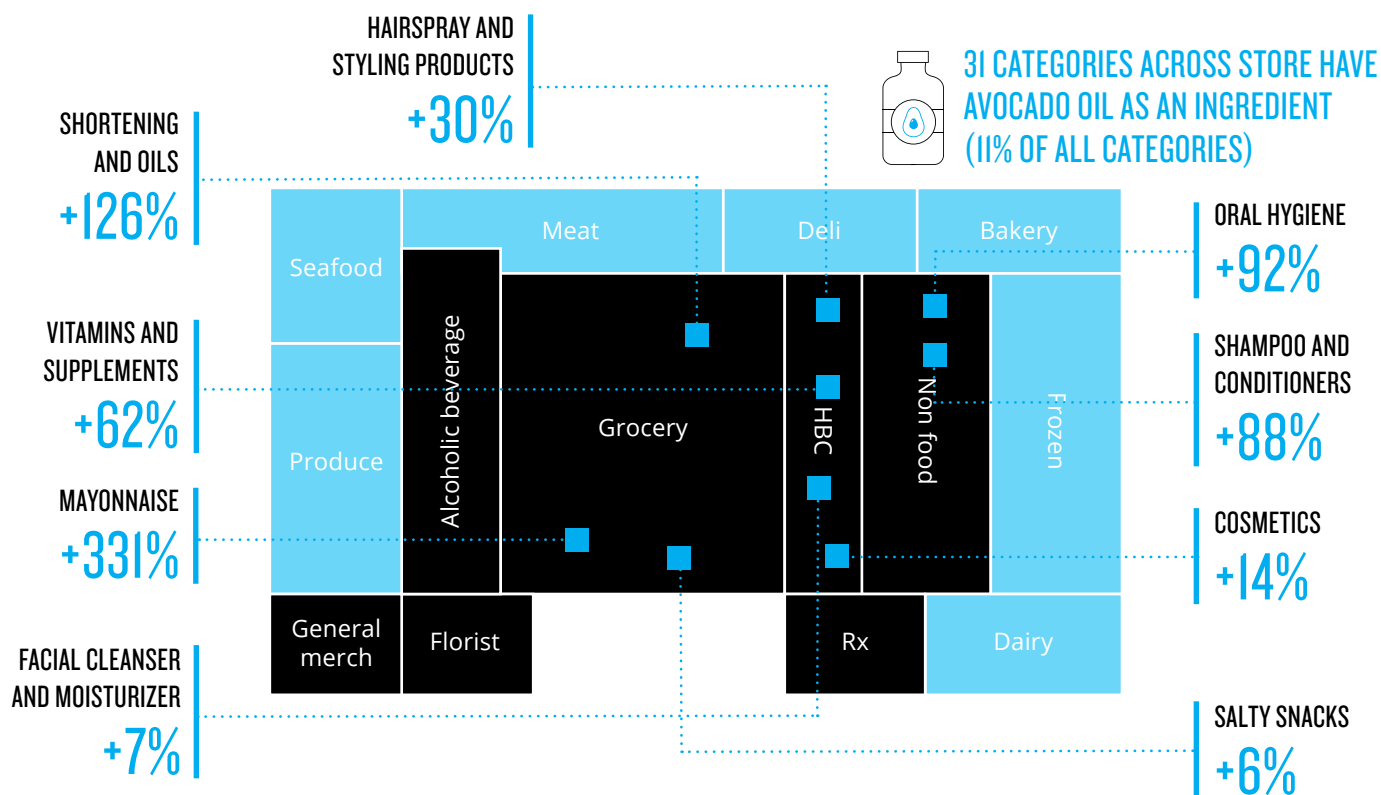 HAIRSPRAY AND
STYLING PRODUCTS
+30%
31 CATEGORIES ACROSS STORE HAVE
AVOCADO OIL AS AN INGREDIENT
(11% OF ALL CATEGORIES)
SHORTENING
AND OILS
+126%
VITAMINS AND
SUPPLEMENTS
+62%
MAYONNAISE
+331%
FACIAL CLEANSER
AND MOISTURIZER
+7%
Seafood
Meat
Deli
Bakery
Produce
Alcoholic beverage
Grocery
HBC
Non food
Frozen
General
merch
Florist
Rx
Dairy
ORAL HYGIENE
+92%
SHAMPOO AND
CONDITIONERS
+88%
COSMETICS
+14%
SALTY SNACKS
+6%